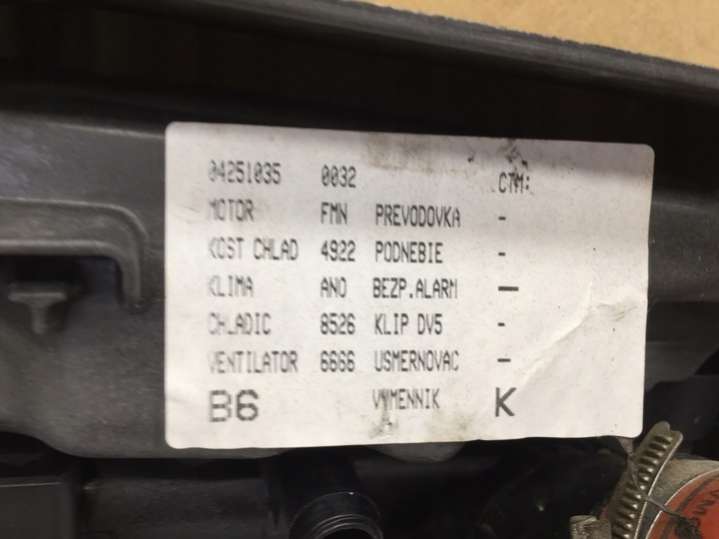 04251035 0032 CTM:
MOTOR FMN PREVODOVKA -
KOST CHLAD 4922 PODNEBIE -
KLIMA ANO BEZP.ALARM -
CHLADIC 8526 KLIP DV5 -
VENTILATOR 6666 USMERNOVAC -
B6 VYMENNIK K